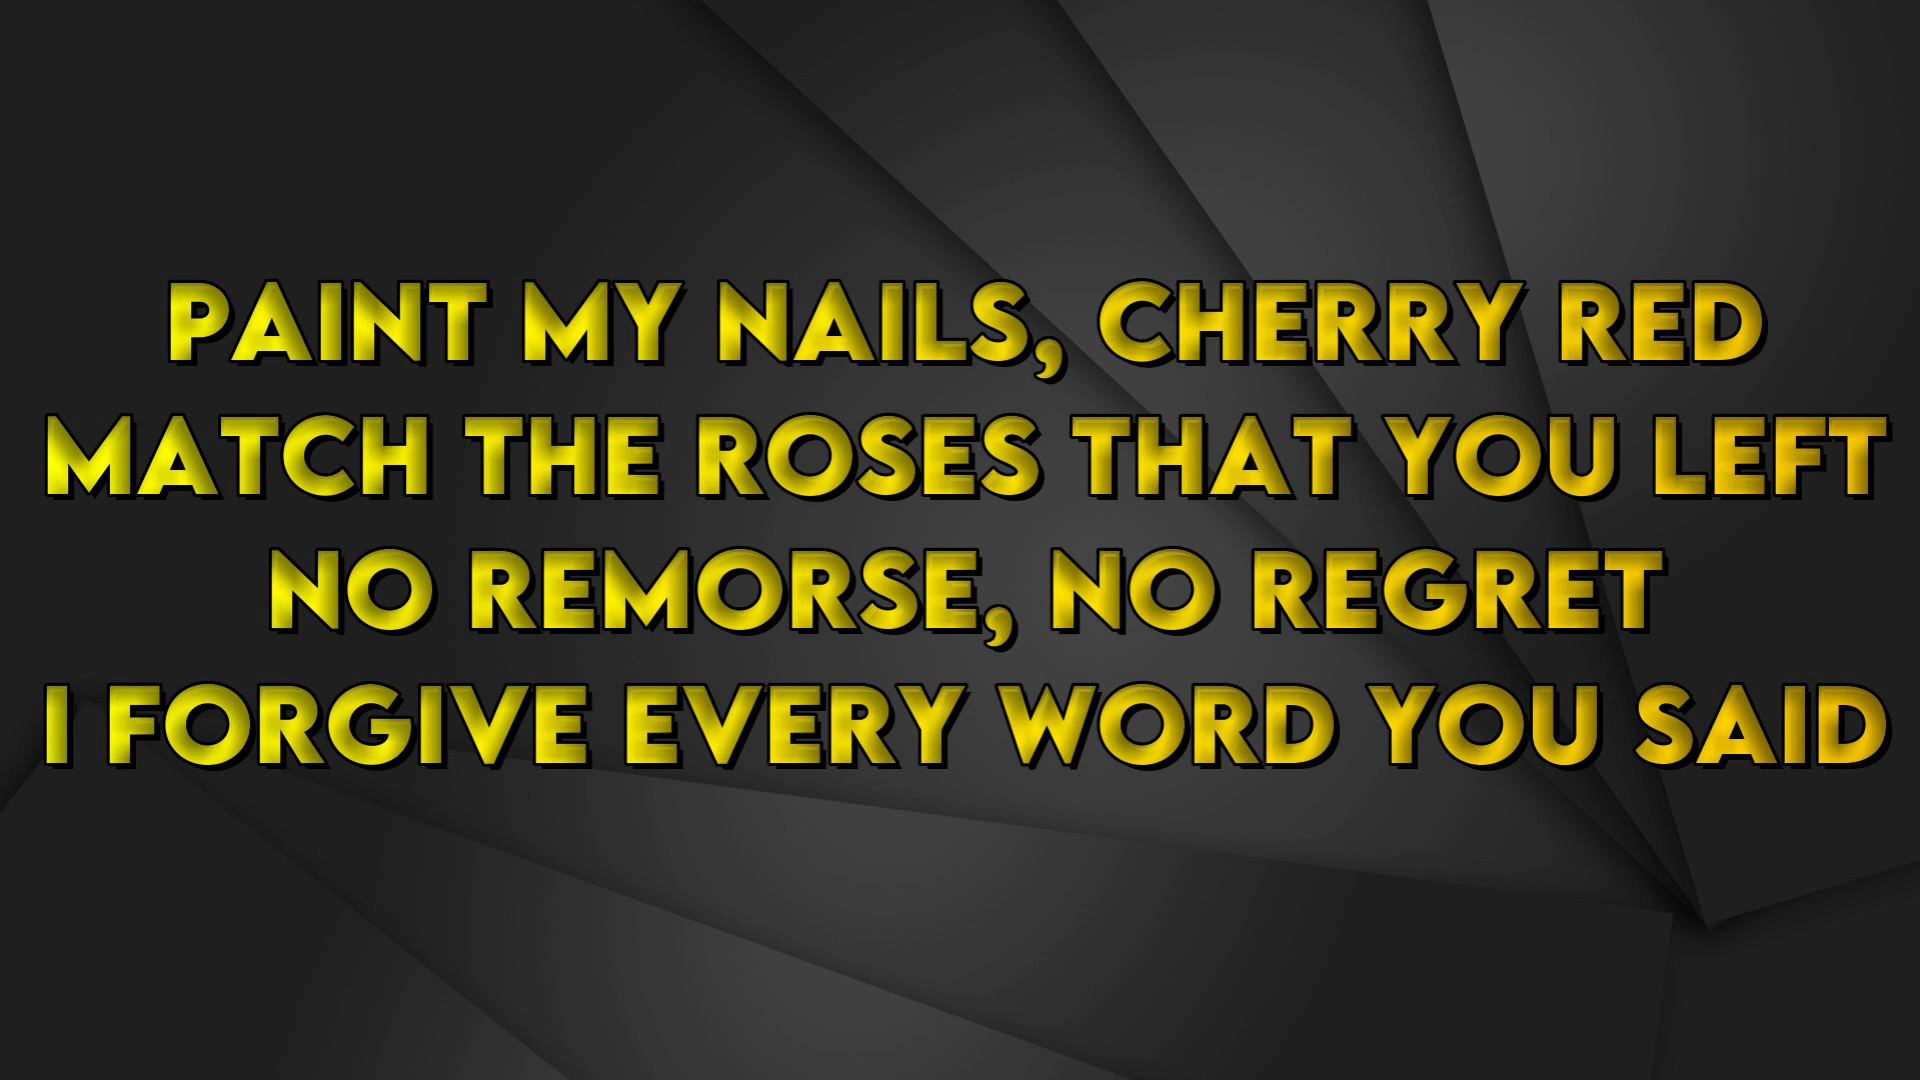 PAINT MY NAILS, CHERRY RED
MATCH THE ROSES THAT YOU LEFT
NO REMORSE, NO REGRET
I FORGIVE EVERY WORD YOU SAID